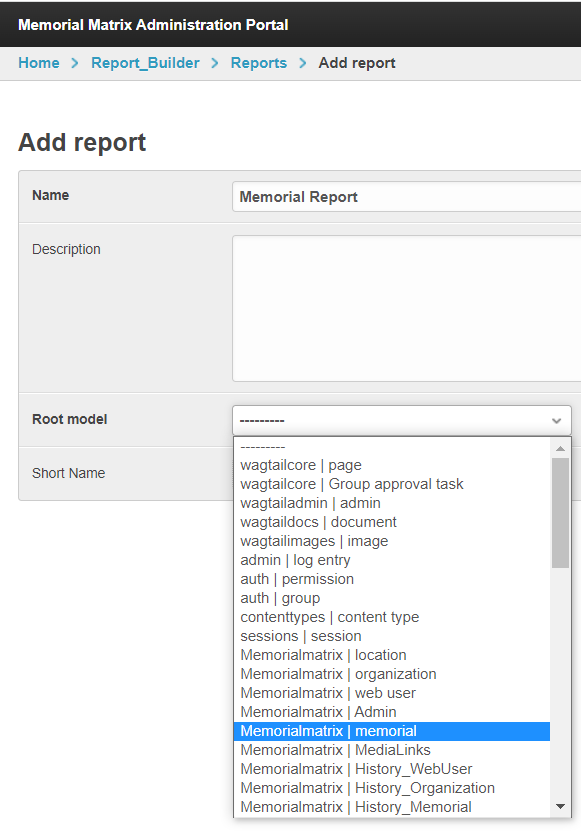 Memorial Matrix Administration Portal
Home > Report_Builder > Reports > Add report
Add report
Name Memorial Report
Description
Root model ---------
---------
wagtailcore | page
wagtailcore | Group approval task
wagtailadmin | admin
wagtaildocs | document
wagtailimages | image
admin | log entry
auth | permission
auth | group
contenttypes | content type
sessions | session
Memorialmatrix | location
Memorialmatrix | organization
Memorialmatrix | web user
Memorialmatrix | Admin
Memorialmatrix | memorial
Memorialmatrix | MediaLinks
Memorialmatrix | History_WebUser
Memorialmatrix | History_Organization
Memorialmatrix | History_Memorial
Short Name